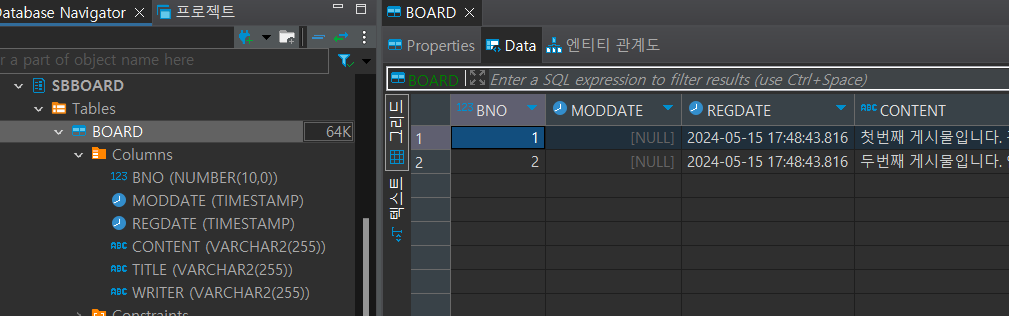 Database Navigator × 프로젝트
r a part of object name here
SBBOARD
Tables
BOARD 64K
Columns
123 BNO (NUMBER(10,0))
MODDATE (TIMESTAMP)
REGDATE (TIMESTAMP)
ABC CONTENT (VARCHAR2(255))
ABC TITLE (VARCHAR2(255))
ABC WRITER (VARCHAR2(255))
Constraints
BOARD ×
Properties Data 엔티티 관계도
BOARD Enter a SQL expression to filter results (use Ctrl+Space)
그리드
텍스트
123 BNO MODDATE REGDATE ABC CONTENT
1 1 [NULL] 2024-05-15 17:48:43.816 첫번째 게시물입니다.
2 2 [NULL] 2024-05-15 17:48:43.816 두번째 게시물입니다.